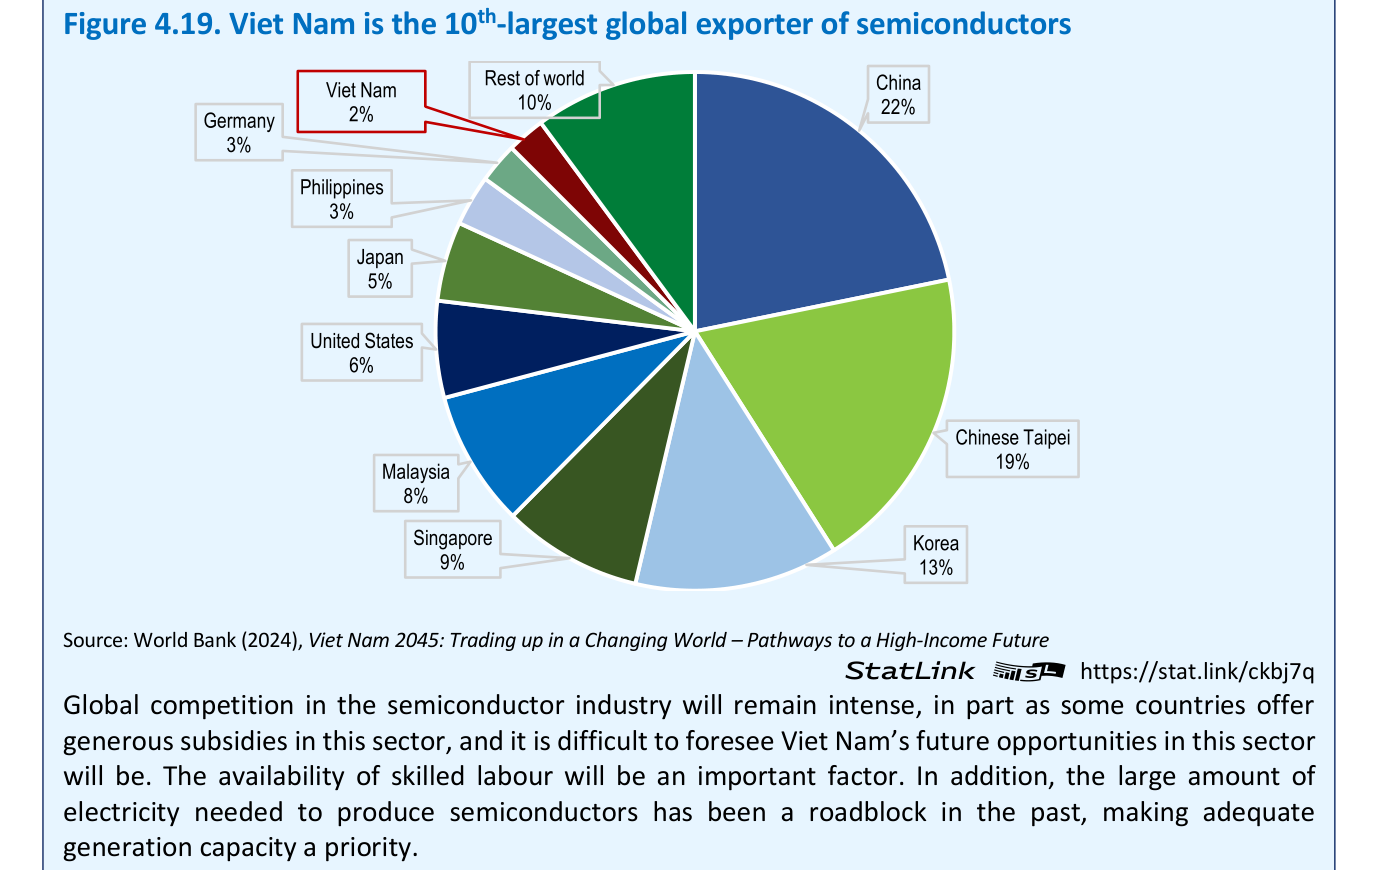 Figure 4.19. Viet Nam is the 10th-largest global exporter of semiconductors
Rest of world
10%
China
22%
Viet Nam
2%
Germany
3%
Philippines
3%
Japan
5%
United States
6%
Chinese Taipei
19%
Malaysia
8%
Singapore
9%
Korea
13%
Source: World Bank (2024), Viet Nam 2045: Trading up in a Changing World – Pathways to a High-Income Future
StatLink https://stat.link/ckbj7q
Global competition in the semiconductor industry will remain intense, in part as some countries offer
generous subsidies in this sector, and it is difficult to foresee Viet Nam’s future opportunities in this sector
will be. The availability of skilled labour will be an important factor. In addition, the large amount of
electricity needed to produce semiconductors has been a roadblock in the past, making adequate
generation capacity a priority.